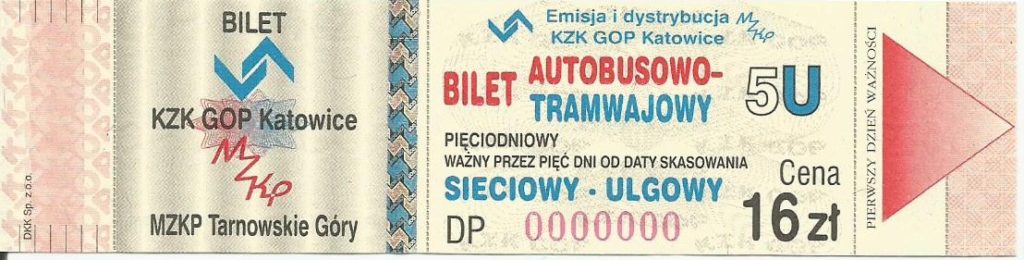 DKK Sp. z o.o.
BILET
KZK GOP Katowice
MZKP
MZKP Tarnowskie Góry
Emisja i dystrybucja MZKP
KZK GOP Katowice
BILET AUTOBUSOWO-
TRAMWAJOWY
5U
PIĘCIODNIOWY
WAŻNY PRZEZ PIĘĆ DNI OD DATY SKASOWANIA
SIECIOWY - ULGOWY
DP 0000000
Cena
16 zł
PIERWSZY DZIEŃ WAŻNOŚCI